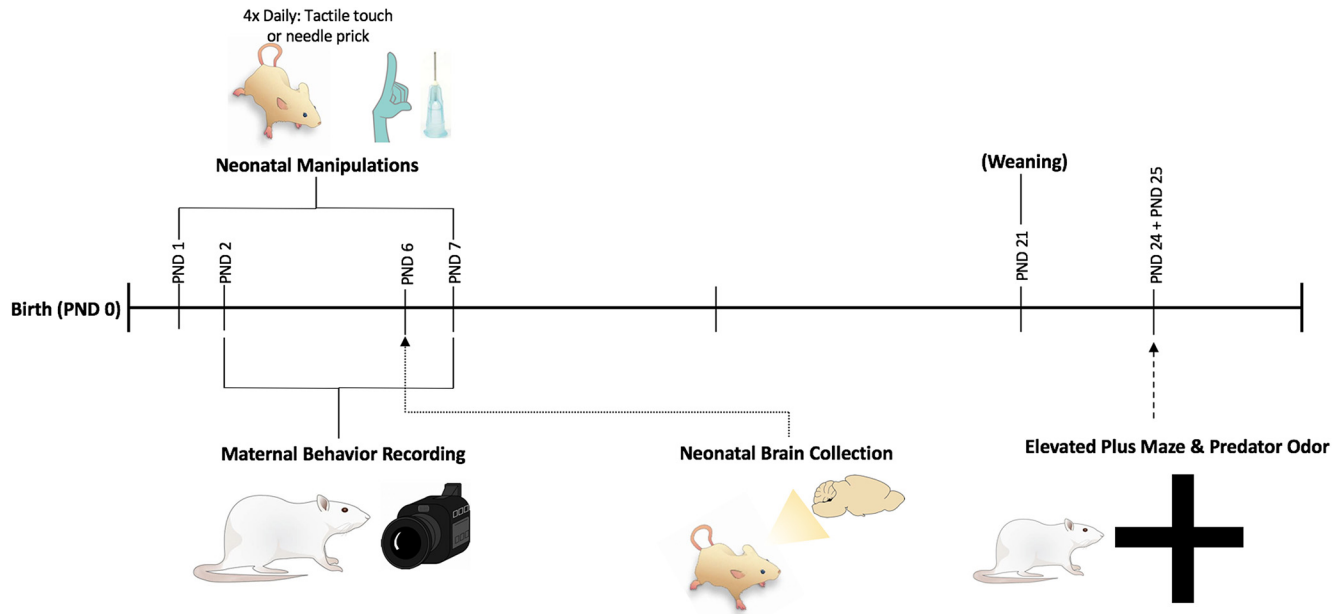 4x Daily: Tactile touch
or needle prick
Neonatal Manipulations
(Weaning)
PND 1
PND 2
PND 6
PND 7
PND 21
PND 24 + PND 25
Birth (PND 0)
Maternal Behavior Recording
Neonatal Brain Collection
Elevated Plus Maze & Predator Odor